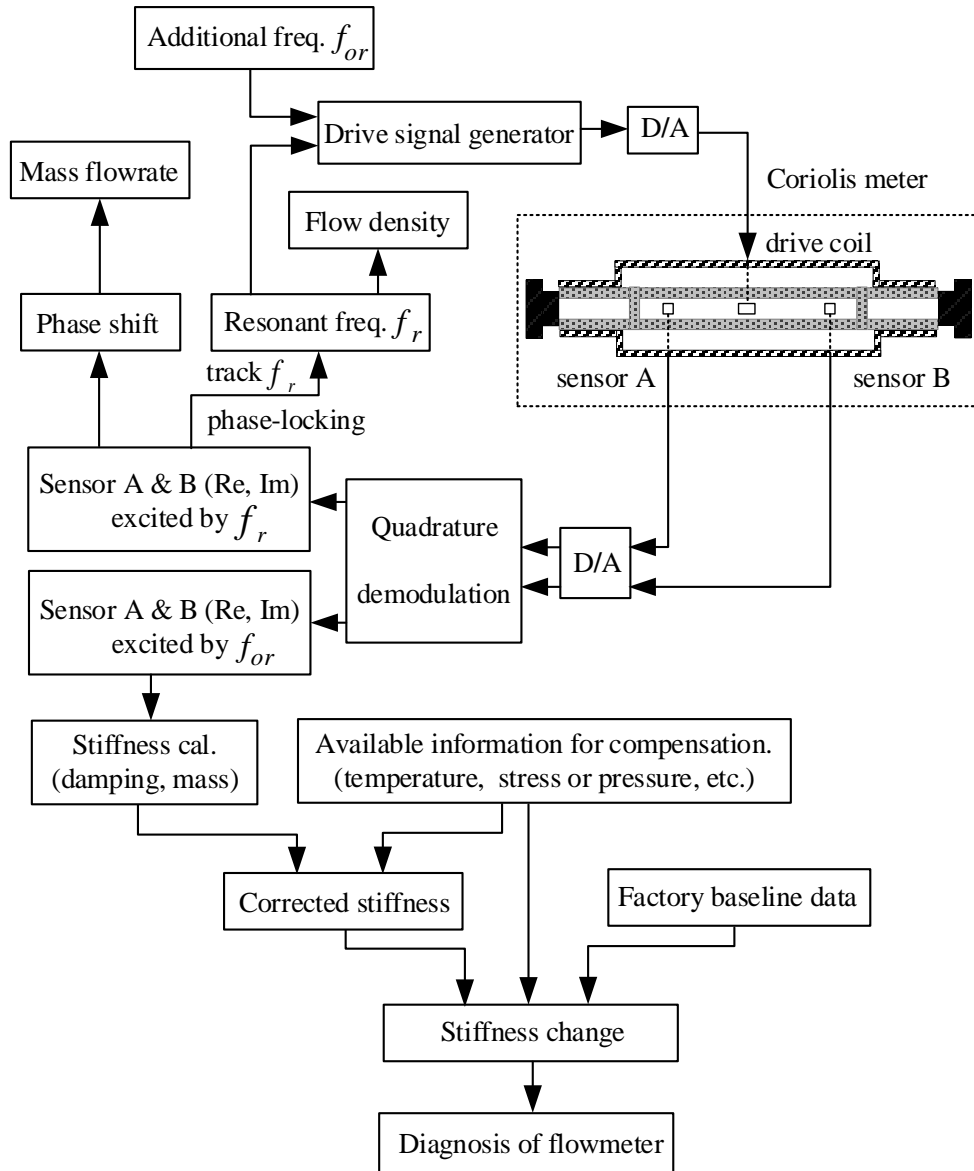 Additional freq. f_or
Drive signal generator
D/A
Mass flowrate
Coriolis meter
Flow density
drive coil
Phase shift
Resonant freq. f_r
track f_r
sensor A
sensor B
phase-locking
Sensor A & B (Re, Im)
excited by f_r
Quadrature
demodulation
D/A
Sensor A & B (Re, Im)
excited by f_or
Stiffness cal.
(damping, mass)
Available information for compensation.
(temperature, stress or pressure, etc.)
Corrected stiffness
Factory baseline data
Stiffness change
Diagnosis of flowmeter